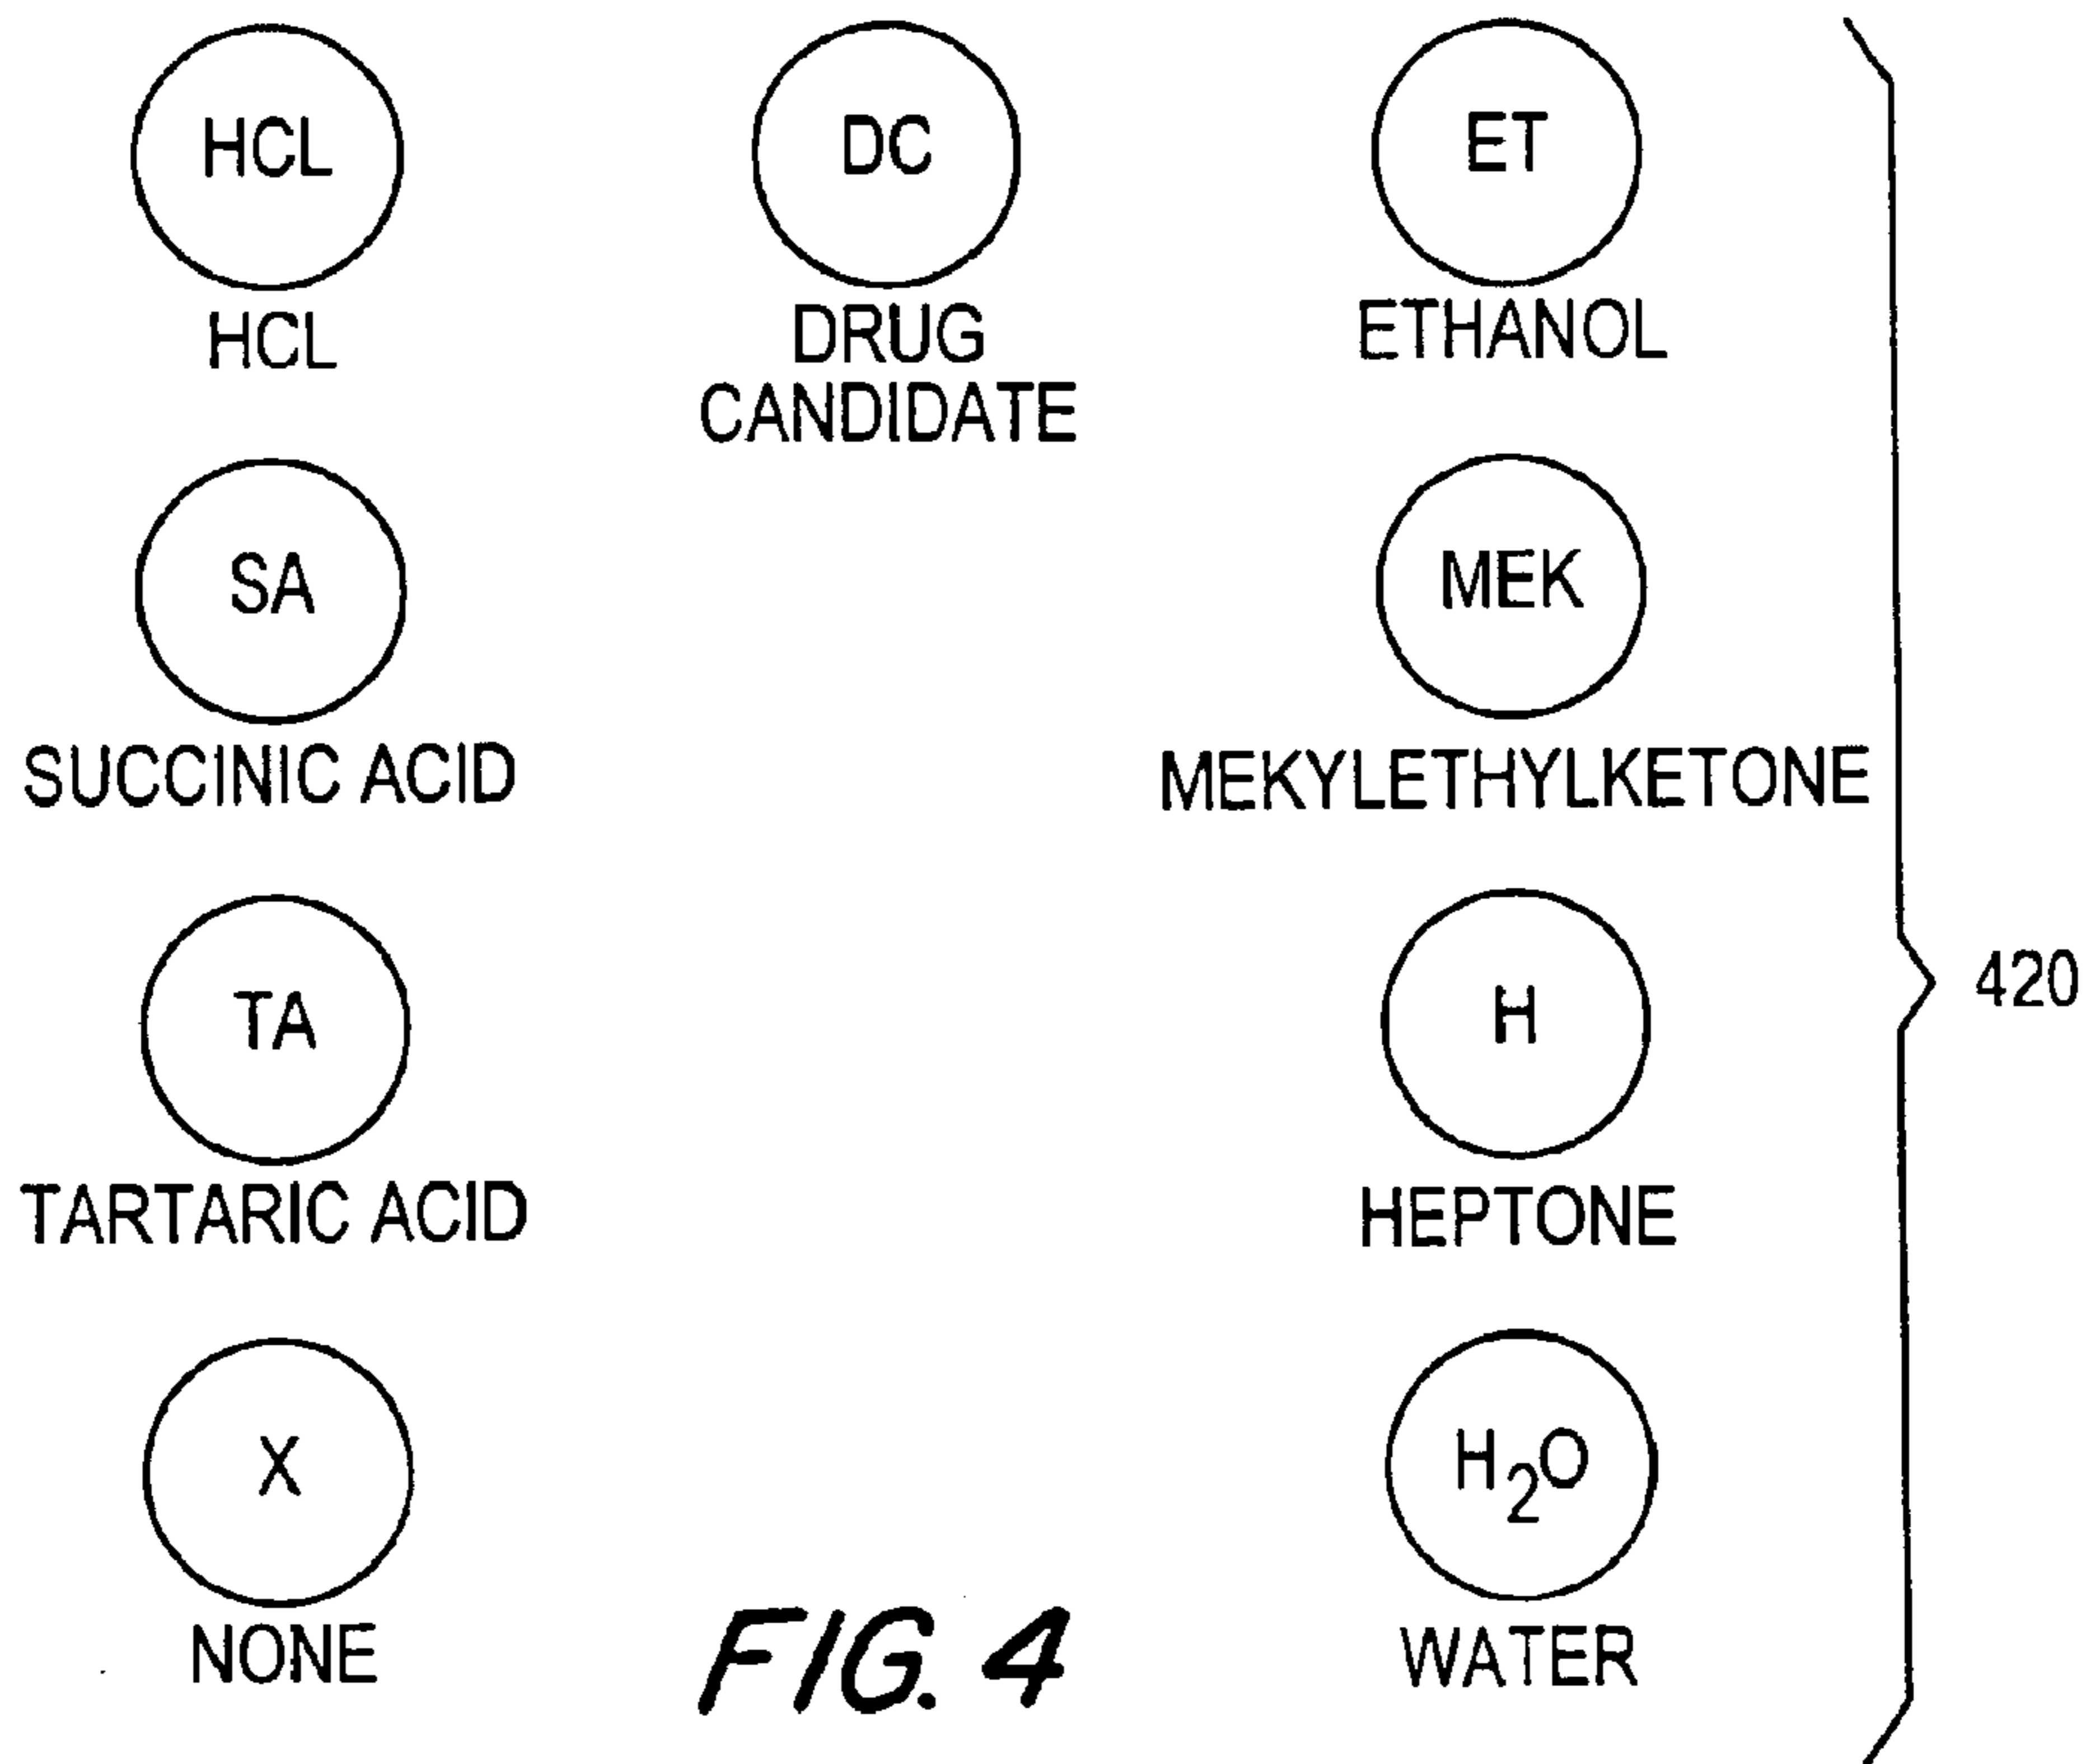 HCL
DC
ET
HCL
DRUG
CANDIDATE
ETHANOL
SA
MEK
SUCCINIC ACID
MEKYLETHYLKETONE
TA
H
420
TARTARIC ACID
HEPTONE
X
H₂O
NONE
WATER
FIG. 4